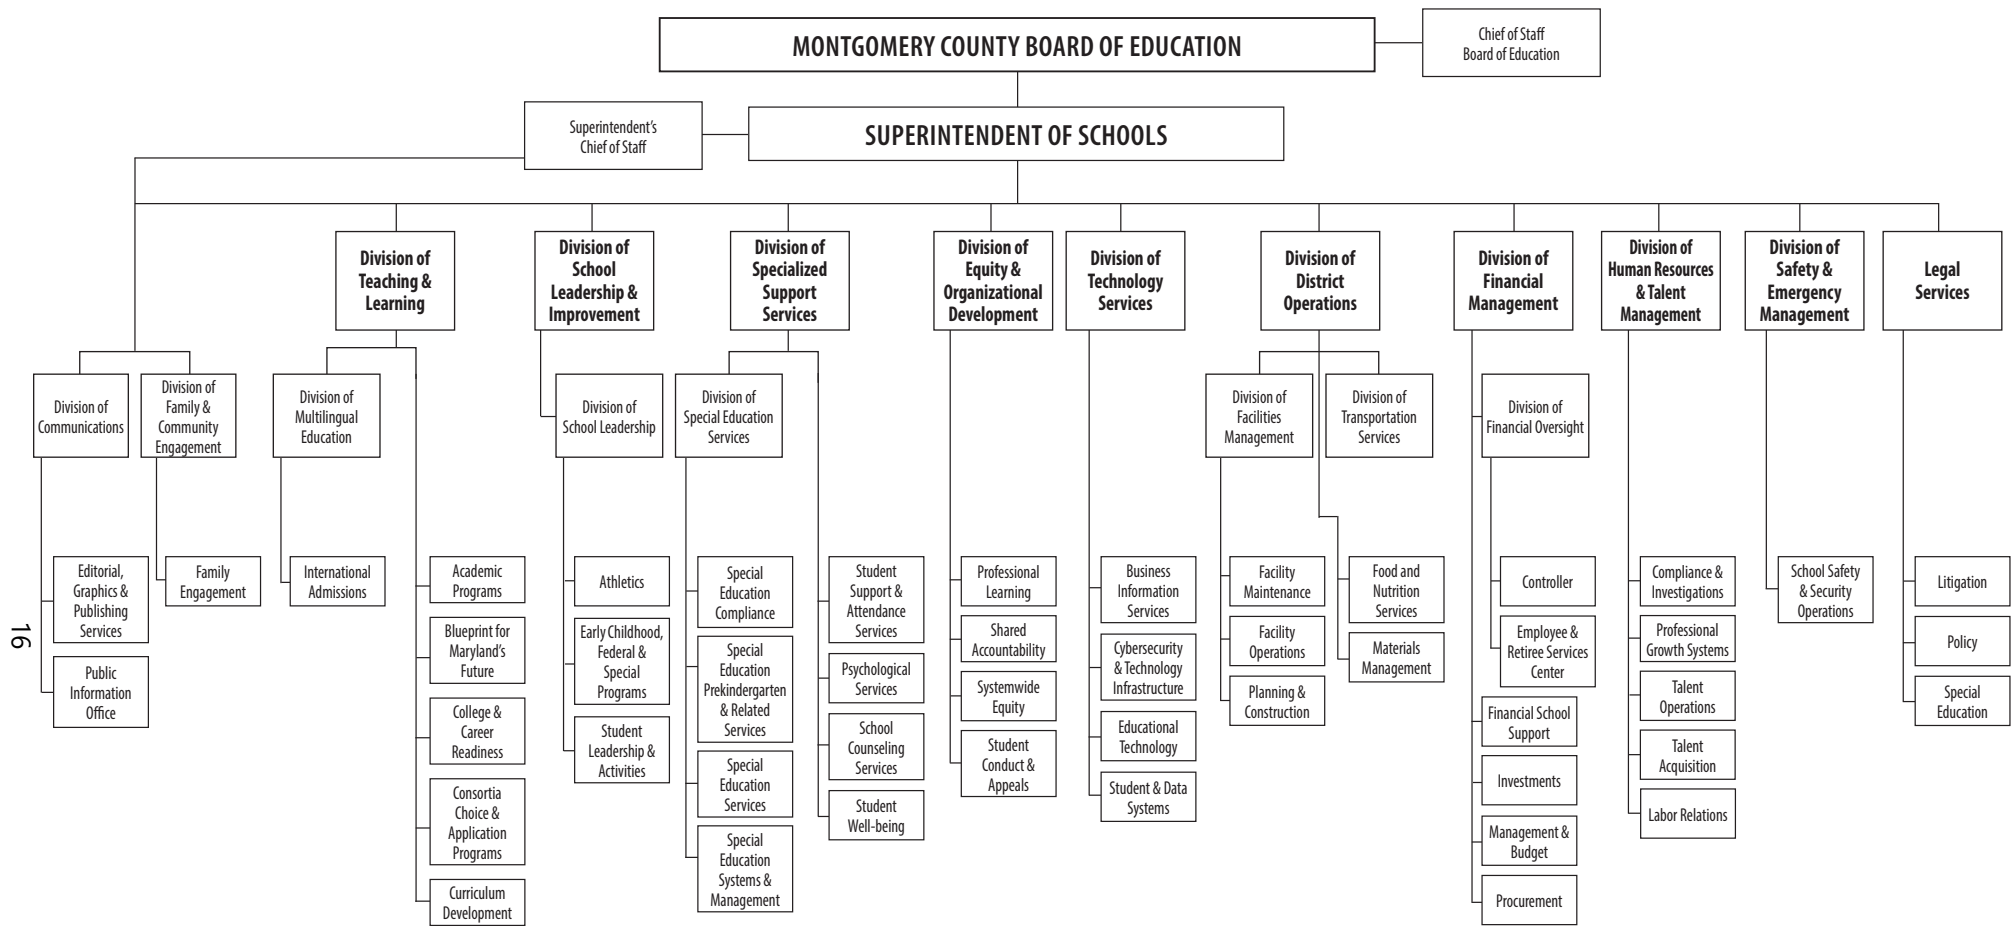 MONTGOMERY COUNTY BOARD OF EDUCATION
Chief of Staff
Board of Education
Superintendent's
Chief of Staff
SUPERINTENDENT OF SCHOOLS
Division of
Teaching &
Learning
Division of
School
Leadership &
Improvement
Division of
Specialized
Support
Services
Division of
Equity &
Organizational
Development
Division of
Technology
Services
Division of
District
Operations
Division of
Financial
Management
Division of
Human Resources
& Talent
Management
Division of
Safety &
Emergency
Management
Legal
Services
Division of
Communications
Division of
Family &
Community
Engagement
Division of
Multilingual
Education
Division of
School Leadership
Division of
Special Education
Services
Division of
Facilities
Management
Division of
Transportation
Services
Division of
Financial Oversight
Editorial,
Graphics &
Publishing
Services
Public
Information
Office
Family
Engagement
International
Admissions
Academic
Programs
Blueprint for
Maryland's
Future
College &
Career
Readiness
Consortia
Choice &
Application
Programs
Curriculum
Development
Athletics
Early Childhood,
Federal &
Special
Programs
Student
Leadership &
Activities
Special
Education
Compliance
Special
Education
Prekindergarten
& Related
Services
Special
Education
Services
Special
Education
Systems &
Management
Student
Support &
Attendance
Services
Psychological
Services
School
Counseling
Services
Student
Well-being
Professional
Learning
Shared
Accountability
Systemwide
Equity
Student
Conduct &
Appeals
Business
Information
Services
Cybersecurity
& Technology
Infrastructure
Educational
Technology
Student & Data
Systems
Facility
Maintenance
Facility
Operations
Planning &
Construction
Food and
Nutrition
Services
Materials
Management
Controller
Employee &
Retiree Services
Center
Financial School
Support
Investments
Management &
Budget
Procurement
Compliance &
Investigations
Professional
Growth Systems
Talent
Operations
Talent
Acquisition
Labor Relations
School Safety
& Security
Operations
Litigation
Policy
Special
Education
16